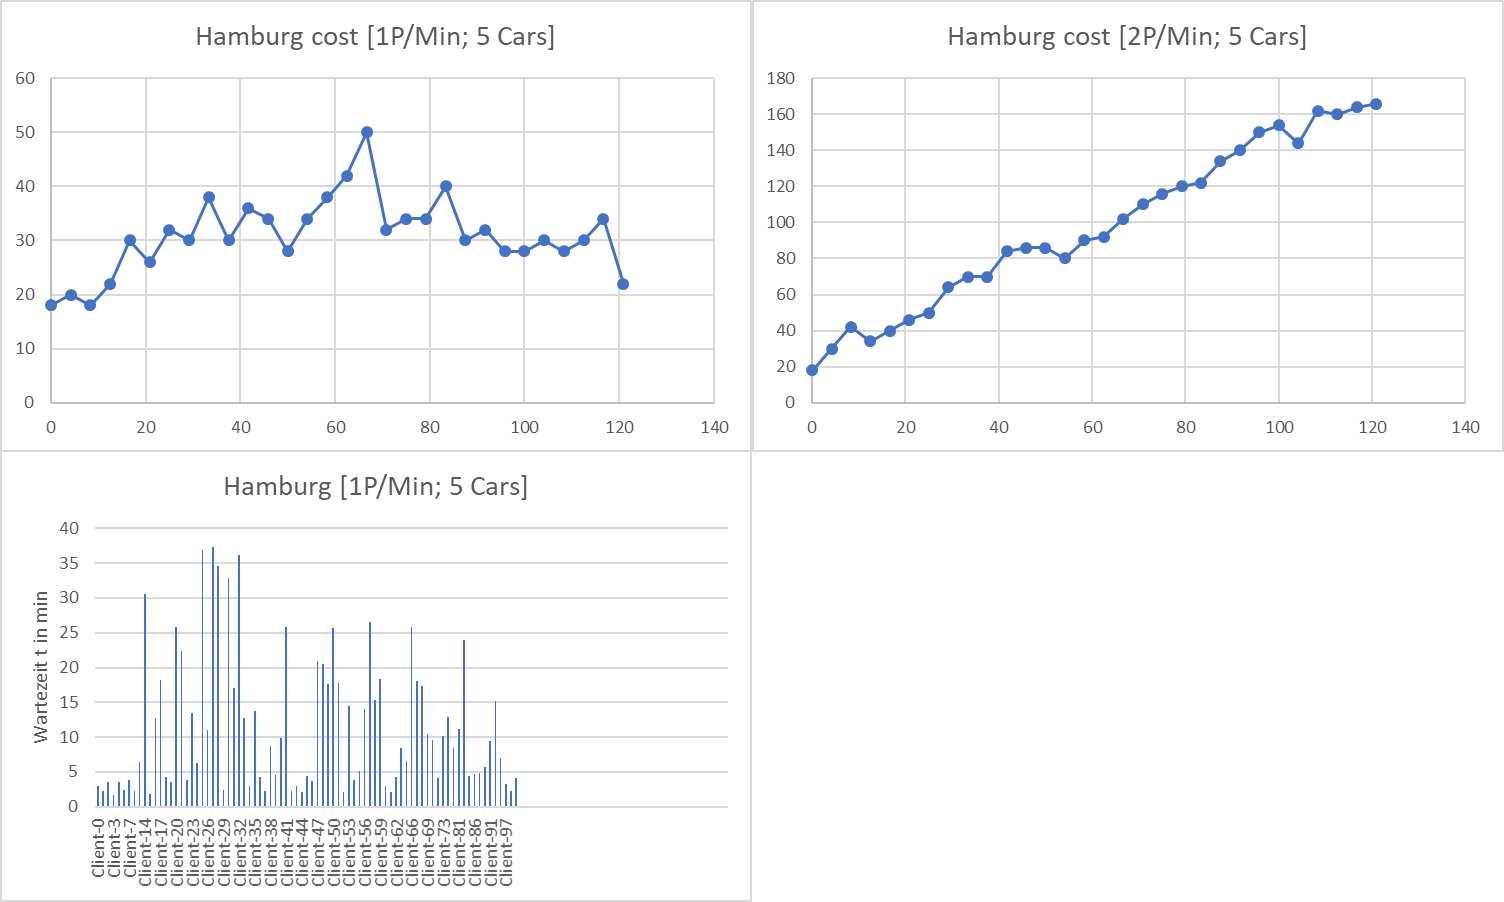 Hamburg cost [1P/Min; 5 Cars]
60
50
40
30
20
10
0
0 20 40 60 80 100 120 140
Hamburg cost [2P/Min; 5 Cars]
180
160
140
120
100
80
60
40
20
0
0 20 40 60 80 100 120 140
Hamburg [1P/Min; 5 Cars]
Wartezeit t in min
40
35
30
25
20
15
10
5
0
Client-0
Client-3
Client-7
Client-14
Client-17
Client-20
Client-23
Client-26
Client-29
Client-32
Client-35
Client-38
Client-41
Client-44
Client-47
Client-50
Client-53
Client-56
Client-59
Client-62
Client-66
Client-69
Client-73
Client-81
Client-86
Client-91
Client-97